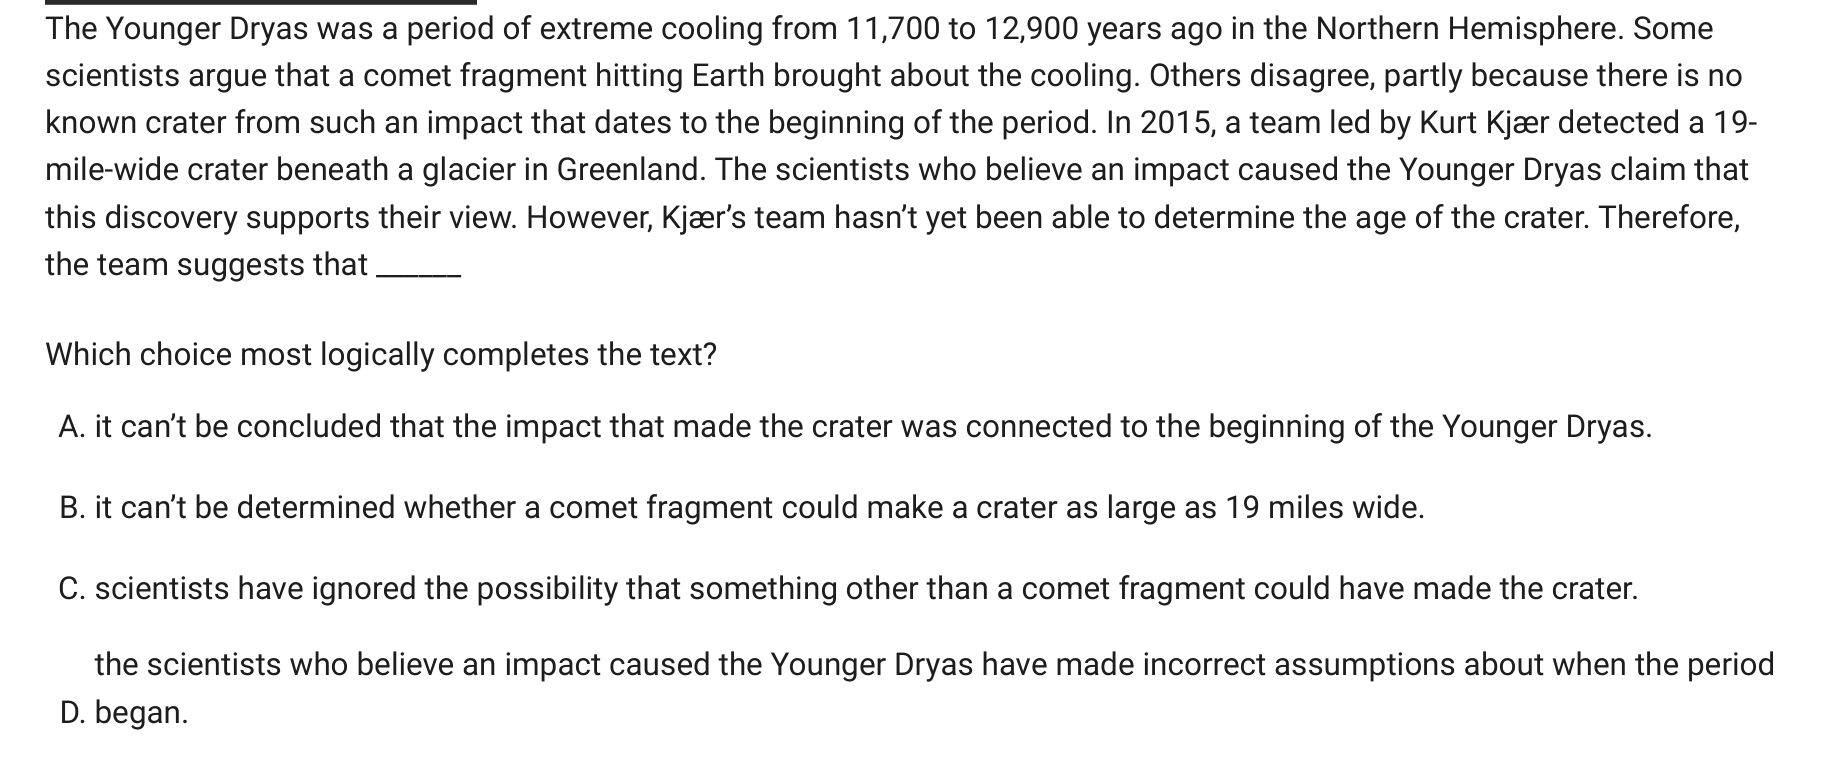 The Younger Dryas was a period of extreme cooling from 11,700 to 12,900 years ago in the Northern Hemisphere. Some
scientists argue that a comet fragment hitting Earth brought about the cooling. Others disagree, partly because there is no
known crater from such an impact that dates to the beginning of the period. In 2015, a team led by Kurt Kjær detected a 19-
mile-wide crater beneath a glacier in Greenland. The scientists who believe an impact caused the Younger Dryas claim that
this discovery supports their view. However, Kjær’s team hasn’t yet been able to determine the age of the crater. Therefore,
the team suggests that ______
Which choice most logically completes the text?
A. it can’t be concluded that the impact that made the crater was connected to the beginning of the Younger Dryas.
B. it can’t be determined whether a comet fragment could make a crater as large as 19 miles wide.
C. scientists have ignored the possibility that something other than a comet fragment could have made the crater.
the scientists who believe an impact caused the Younger Dryas have made incorrect assumptions about when the period
D. began.